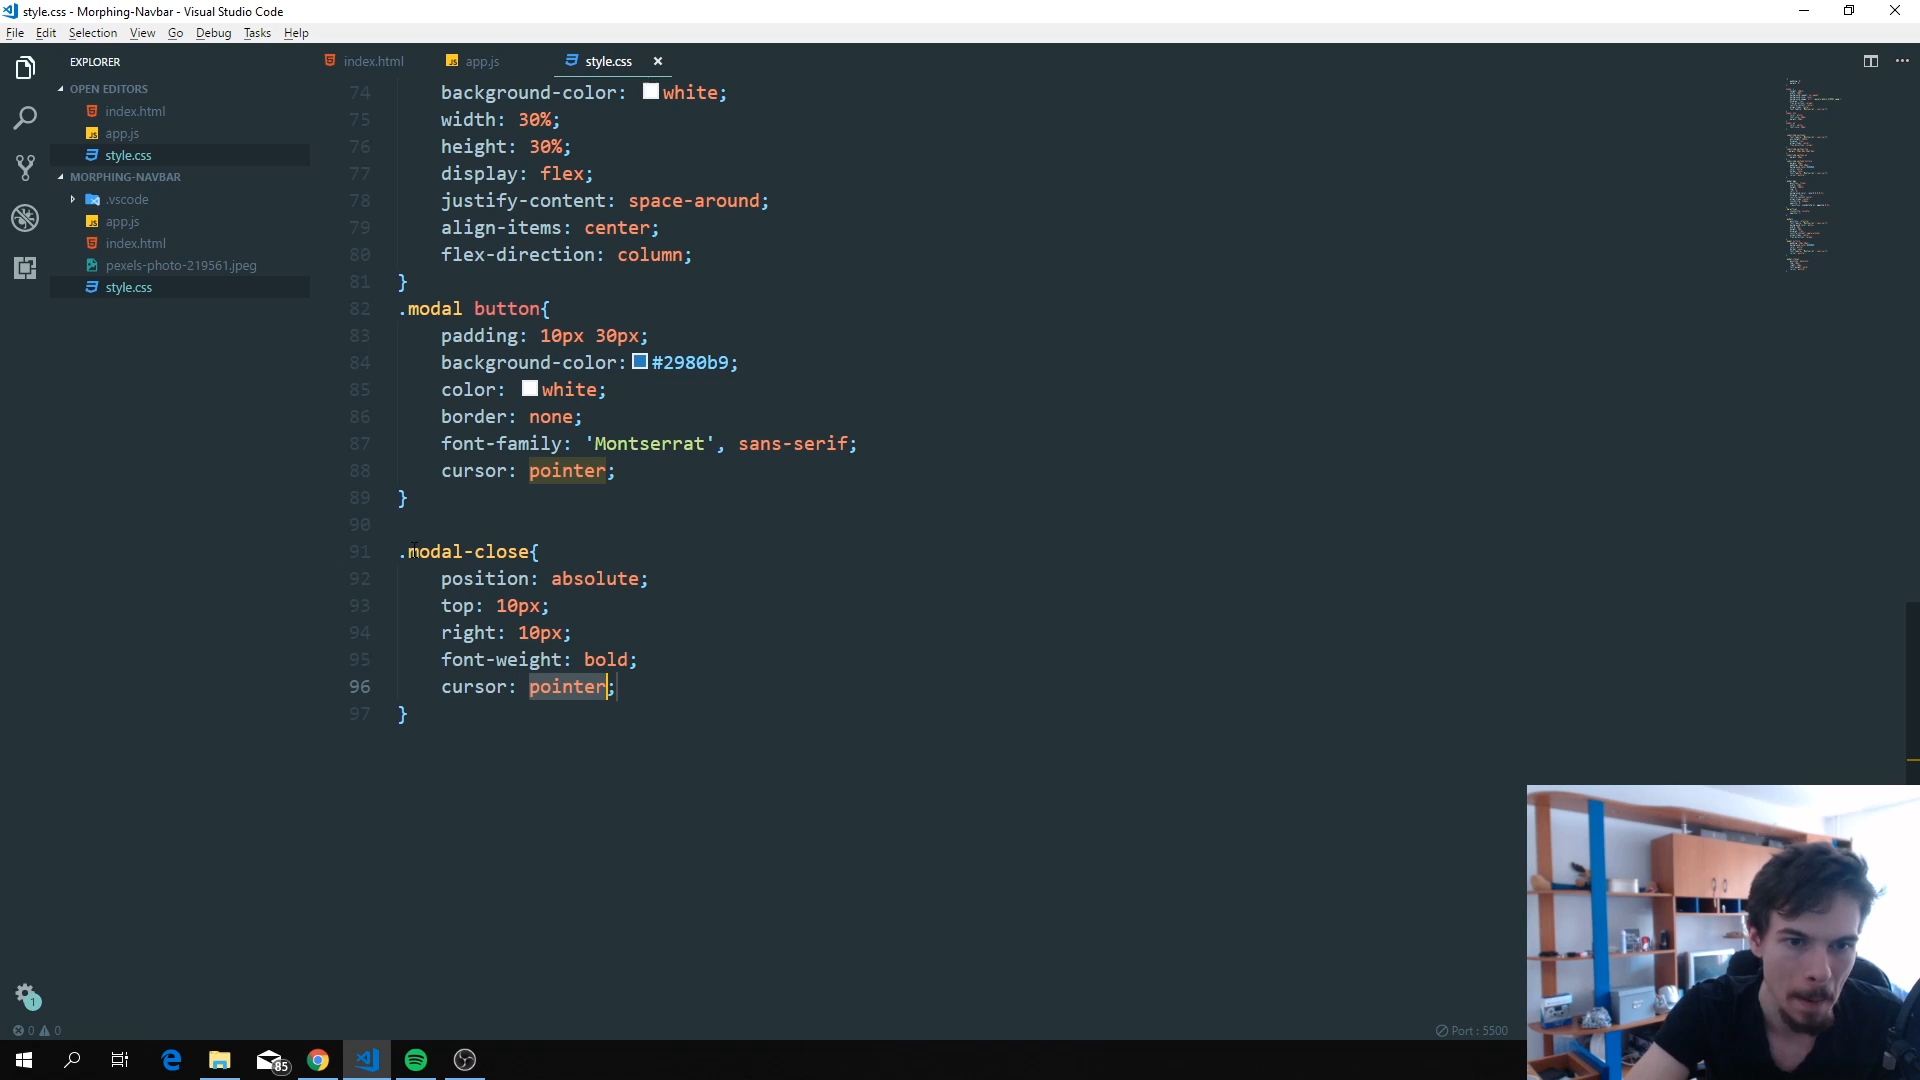 style.css - Morphing-Navbar - Visual Studio Code
File Edit Selection View Go Debug Tasks Help
EXPLORER
OPEN EDITORS
index.html
app.js
style.css
MORPHING-NAVBAR
.vscode
app.js
index.html
pexels-photo-219561.jpeg
style.css
index.html app.js style.css
74 background-color: white;
75 width: 30%;
76 height: 30%;
77 display: flex;
78 justify-content: space-around;
79 align-items: center;
80 flex-direction: column;
81 }
82 .modal button{
83 padding: 10px 30px;
84 background-color: #2980b9;
85 color: white;
86 border: none;
87 font-family: 'Montserrat', sans-serif;
88 cursor: pointer;
89 }
90
91 .modal-close{
92 position: absolute;
93 top: 10px;
94 right: 10px;
95 font-weight: bold;
96 cursor: pointer;
97 }
1
0 0
Port : 5500
85